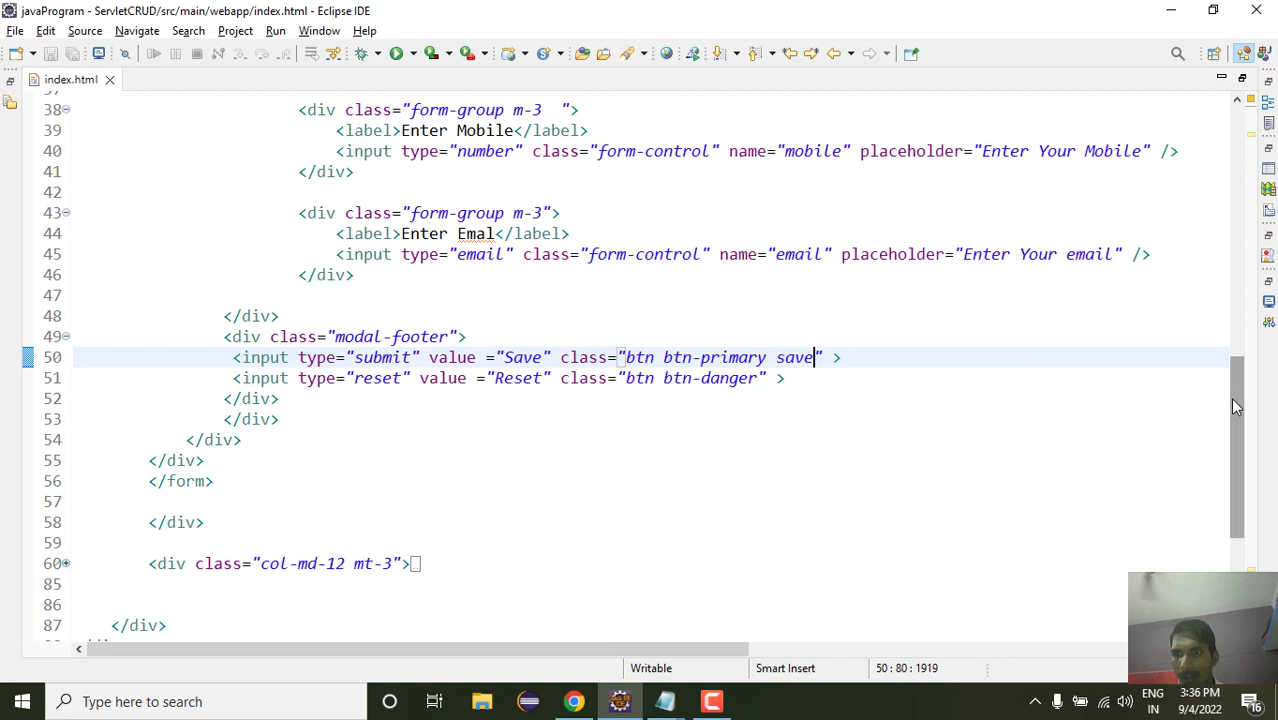 javaProgram - ServletCRUD/src/main/webapp/index.html - Eclipse IDE
File Edit Source Navigate Search Project Run Window Help
index.html
38 <div class="form-group m-3  ">
39 <label>Enter Mobile</label>
40 <input type="number" class="form-control" name="mobile" placeholder="Enter Your Mobile" />
41 </div>
42
43 <div class="form-group m-3">
44 <label>Enter Emal</label>
45 <input type="email" class="form-control" name="email" placeholder="Enter Your email" />
46 </div>
47
48 </div>
49 <div class="modal-footer">
50 <input type="submit" value ="Save" class="btn btn-primary save" >
51 <input type="reset" value ="Reset" class="btn btn-danger" >
52 </div>
53 </div>
54 </div>
55 </div>
56 </form>
57
58 </div>
59
60 <div class="col-md-12 mt-3">
85
86
87 </div>
Writable Smart Insert 50 : 80 : 1919
Type here to search
ENG
IN
3:36 PM
9/4/2022
16